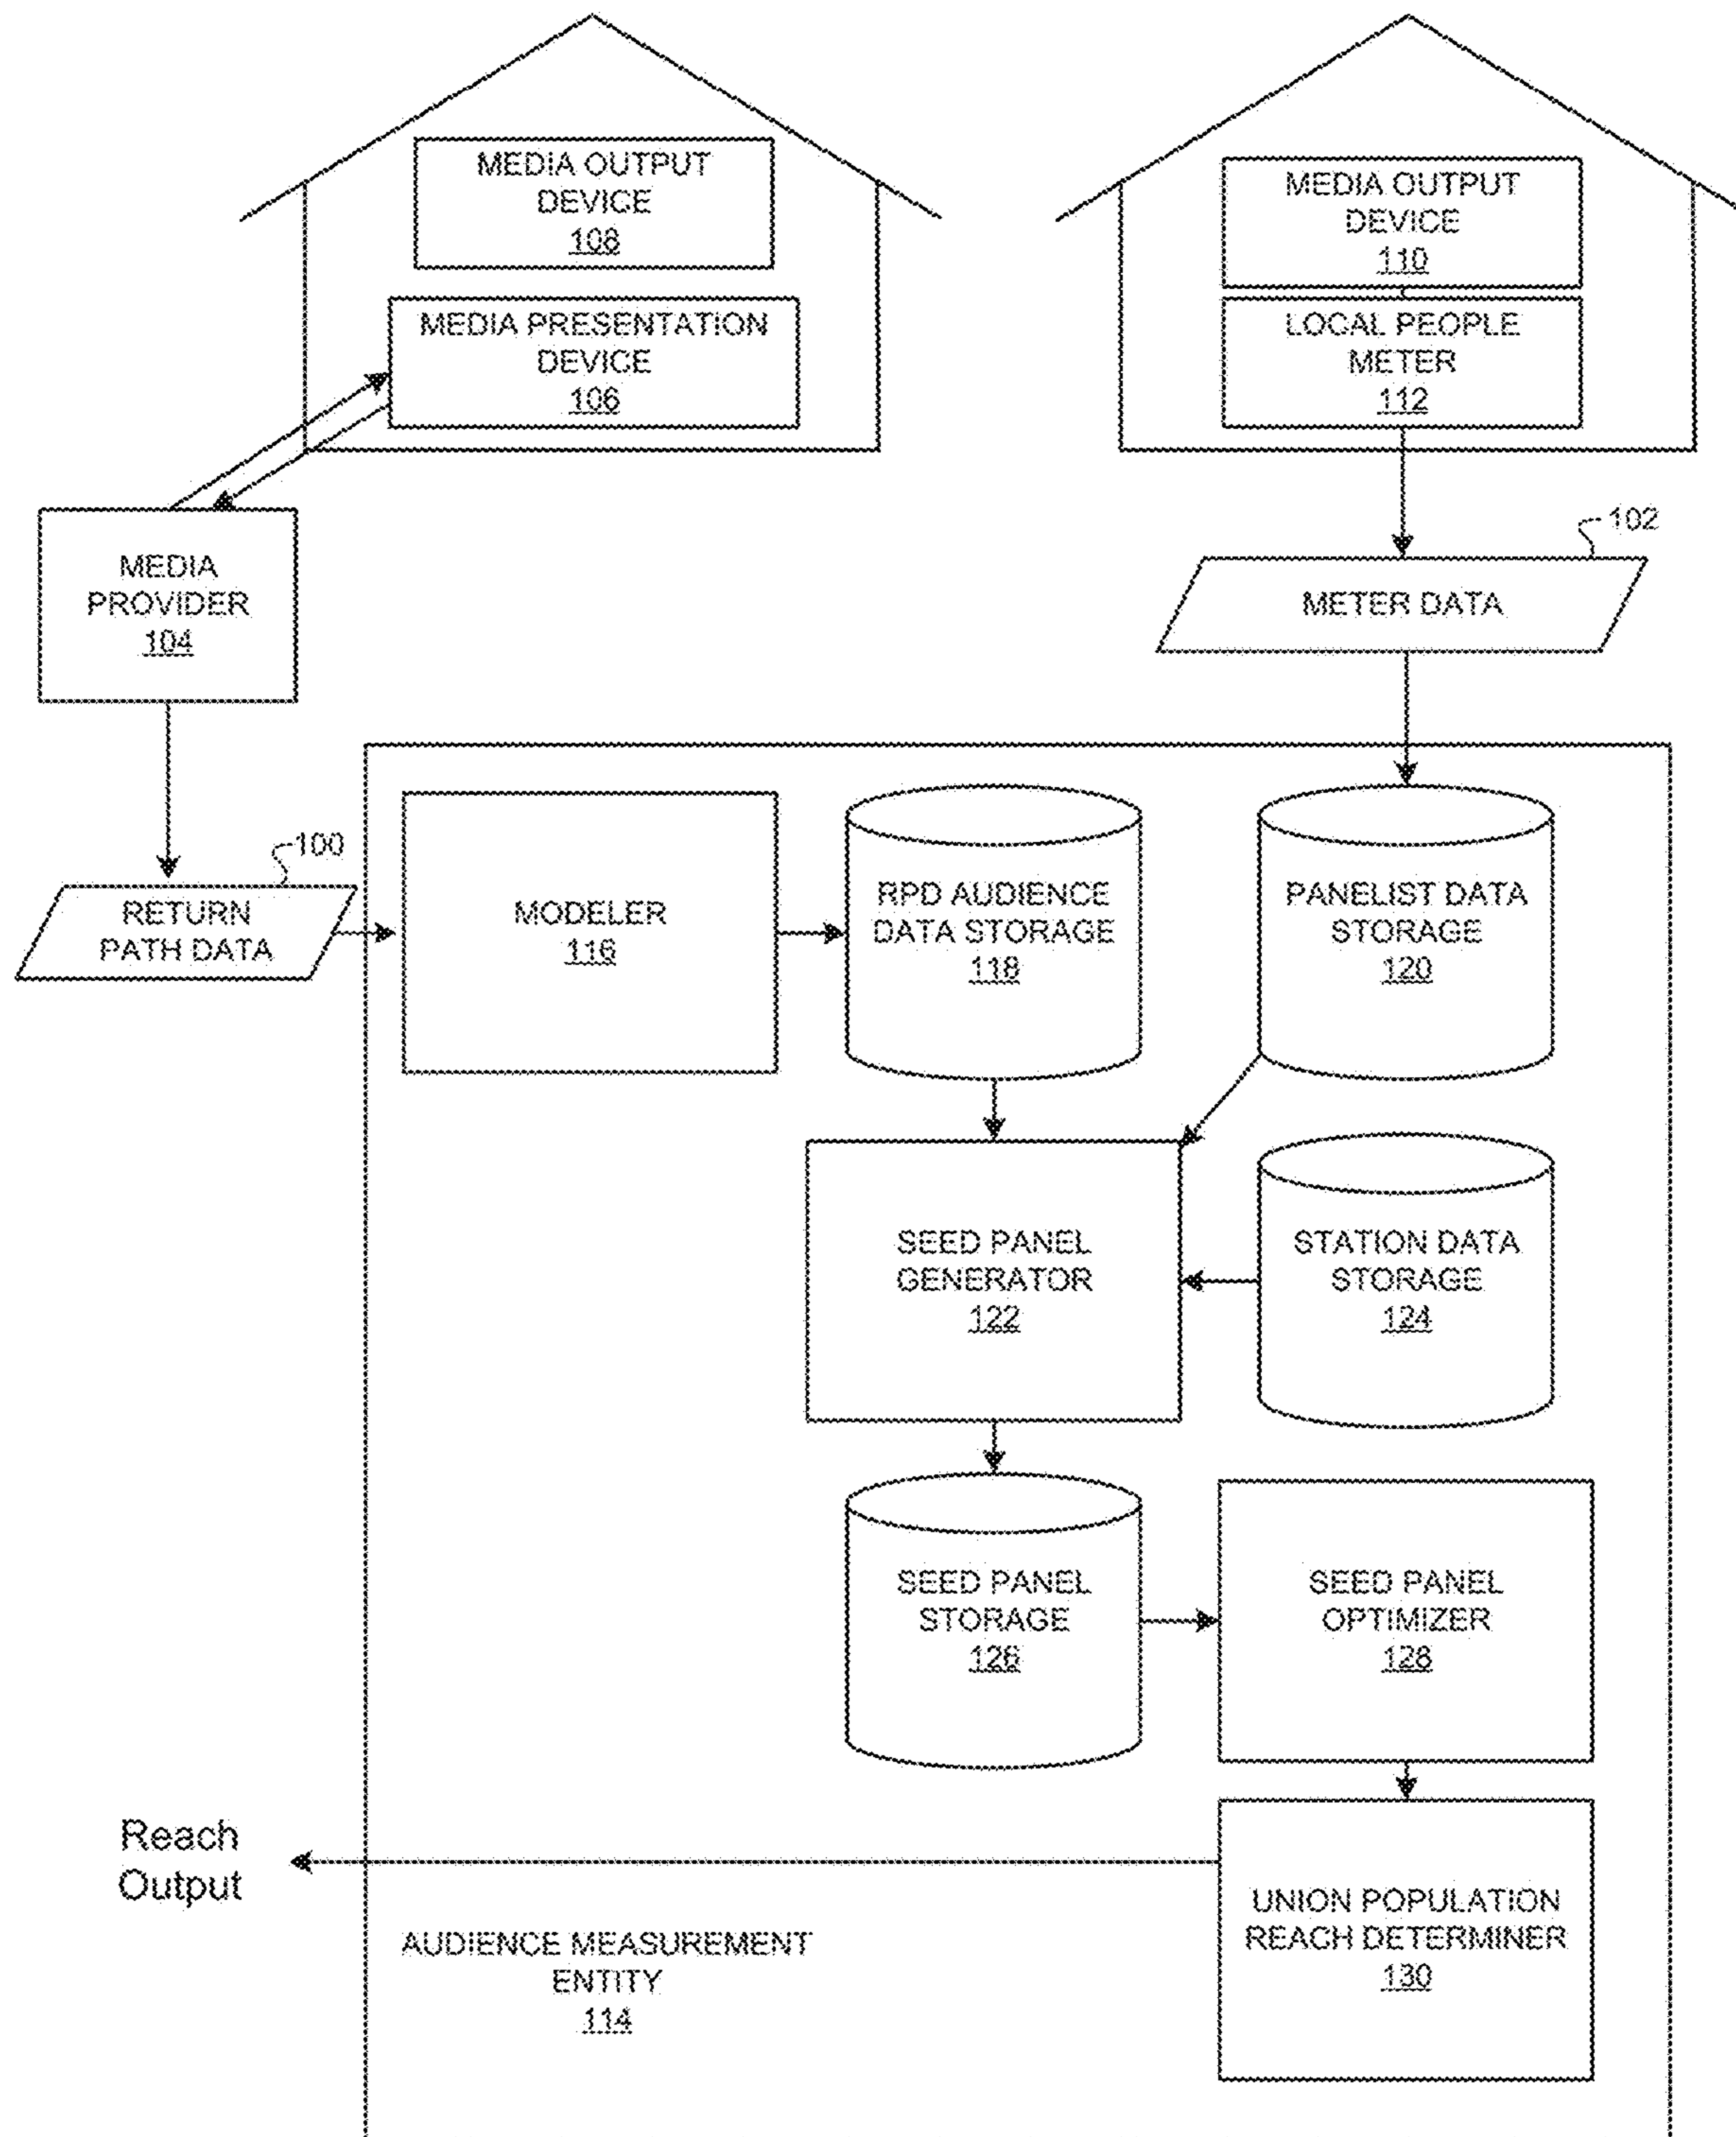 MEDIA OUTPUT
DEVICE
108
MEDIA PRESENTATION
DEVICE
106
MEDIA OUTPUT
DEVICE
110
LOCAL PEOPLE
METER
112
MEDIA
PROVIDER
104
102
METER DATA
100
RETURN
PATH DATA
MODELER
116
RPD AUDIENCE
DATA STORAGE
118
PANELIST DATA
STORAGE
120
SEED PANEL
GENERATOR
122
STATION DATA
STORAGE
124
SEED PANEL
STORAGE
126
SEED PANEL
OPTIMIZER
128
Reach
Output
UNION POPULATION
REACH DETERMINER
130
AUDIENCE MEASUREMENT
ENTITY
114